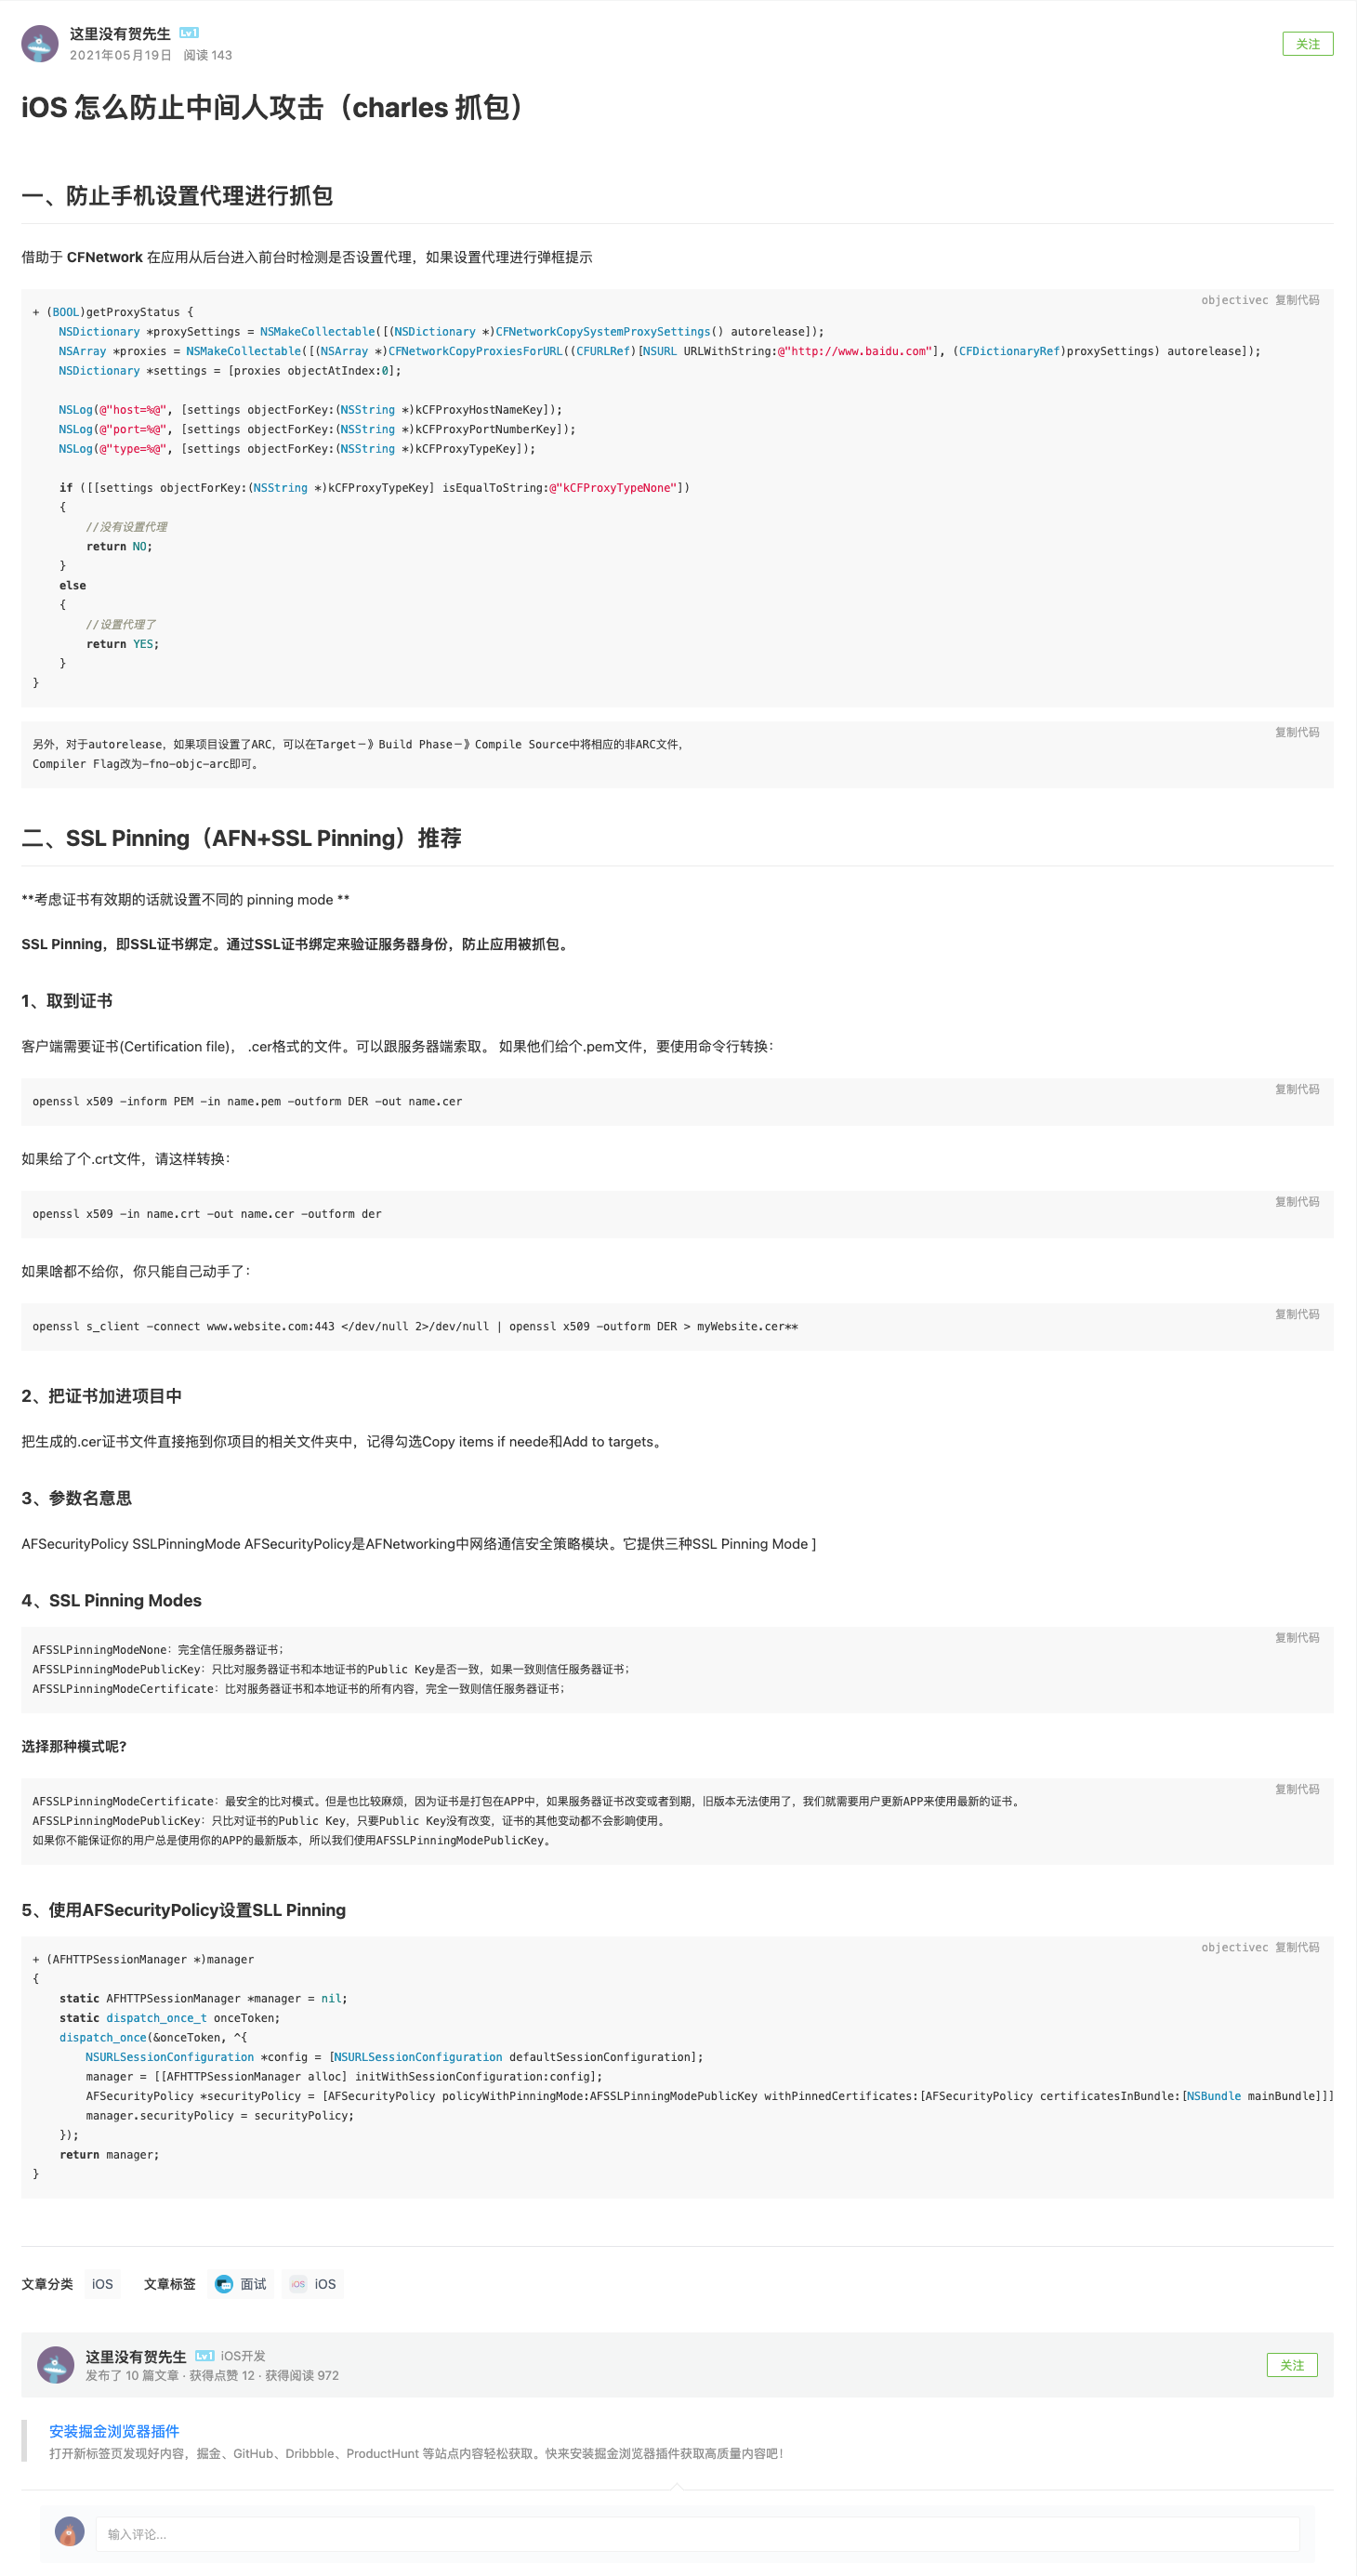 这里没有贺先生 Lv1
2021年05月19日 阅读 143
关注
iOS 怎么防止中间人攻击（charles 抓包）
一、防止手机设置代理进行抓包
借助于 CFNetwork 在应用从后台进入前台时检测是否设置代理，如果设置代理进行弹框提示
objectivec 复制代码
+ (BOOL)getProxyStatus {
    NSDictionary *proxySettings = NSMakeCollectable([(NSDictionary *)CFNetworkCopySystemProxySettings() autorelease]);
    NSArray *proxies = NSMakeCollectable([(NSArray *)CFNetworkCopyProxiesForURL((CFURLRef)[NSURL URLWithString:@"http://www.baidu.com"], (CFDictionaryRef)proxySettings) autorelease]);
    NSDictionary *settings = [proxies objectAtIndex:0];
    NSLog(@"host=%@", [settings objectForKey:(NSString *)kCFProxyHostNameKey]);
    NSLog(@"port=%@", [settings objectForKey:(NSString *)kCFProxyPortNumberKey]);
    NSLog(@"type=%@", [settings objectForKey:(NSString *)kCFProxyTypeKey]);
    if ([[settings objectForKey:(NSString *)kCFProxyTypeKey] isEqualToString:@"kCFProxyTypeNone"])
    {
        //没有设置代理
        return NO;
    }
    else
    {
        //设置代理了
        return YES;
    }
}
复制代码
另外，对于autorelease，如果项目设置了ARC，可以在Target－》Build Phase－》Compile Source中将相应的非ARC文件，
Compiler Flag改为-fno-objc-arc即可。
二、SSL Pinning（AFN+SSL Pinning）推荐
**考虑证书有效期的话就设置不同的 pinning mode **
SSL Pinning，即SSL证书绑定。通过SSL证书绑定来验证服务器身份，防止应用被抓包。
1、取到证书
客户端需要证书(Certification file)， .cer格式的文件。可以跟服务器端索取。 如果他们给个.pem文件，要使用命令行转换：
复制代码
openssl x509 -inform PEM -in name.pem -outform DER -out name.cer
如果给了个.crt文件，请这样转换：
复制代码
openssl x509 -in name.crt -out name.cer -outform der
如果啥都不给你，你只能自己动手了：
复制代码
openssl s_client -connect www.website.com:443 </dev/null 2>/dev/null | openssl x509 -outform DER > myWebsite.cer**
2、把证书加进项目中
把生成的.cer证书文件直接拖到你项目的相关文件夹中，记得勾选Copy items if neede和Add to targets。
3、参数名意思
AFSecurityPolicy SSLPinningMode AFSecurityPolicy是AFNetworking中网络通信安全策略模块。它提供三种SSL Pinning Mode ]
4、SSL Pinning Modes
复制代码
AFSSLPinningModeNone：完全信任服务器证书；
AFSSLPinningModePublicKey：只比对服务器证书和本地证书的Public Key是否一致，如果一致则信任服务器证书；
AFSSLPinningModeCertificate：比对服务器证书和本地证书的所有内容，完全一致则信任服务器证书；
选择那种模式呢?
复制代码
AFSSLPinningModeCertificate：最安全的比对模式。但是也比较麻烦，因为证书是打包在APP中，如果服务器证书改变或者到期，旧版本无法使用了，我们就需要用户更新APP来使用最新的证书。
AFSSLPinningModePublicKey：只比对证书的Public Key，只要Public Key没有改变，证书的其他变动都不会影响使用。
如果你不能保证你的用户总是使用你的APP的最新版本，所以我们使用AFSSLPinningModePublicKey。
5、使用AFSecurityPolicy设置SLL Pinning
objectivec 复制代码
+ (AFHTTPSessionManager *)manager
{
    static AFHTTPSessionManager *manager = nil;
    static dispatch_once_t onceToken;
    dispatch_once(&onceToken, ^{
        NSURLSessionConfiguration *config = [NSURLSessionConfiguration defaultSessionConfiguration];
        manager = [[AFHTTPSessionManager alloc] initWithSessionConfiguration:config];
        AFSecurityPolicy *securityPolicy = [AFSecurityPolicy policyWithPinningMode:AFSSLPinningModePublicKey withPinnedCertificates:[AFSecurityPolicy certificatesInBundle:[NSBundle mainBundle]]]
        manager.securityPolicy = securityPolicy;
    });
    return manager;
}
文章分类 iOS 文章标签 面试 iOS iOS
这里没有贺先生 Lv1 iOS开发
发布了 10 篇文章 · 获得点赞 12 · 获得阅读 972
关注
安装掘金浏览器插件
打开新标签页发现好内容，掘金、GitHub、Dribbble、ProductHunt 等站点内容轻松获取。快来安装掘金浏览器插件获取高质量内容吧！
输入评论...